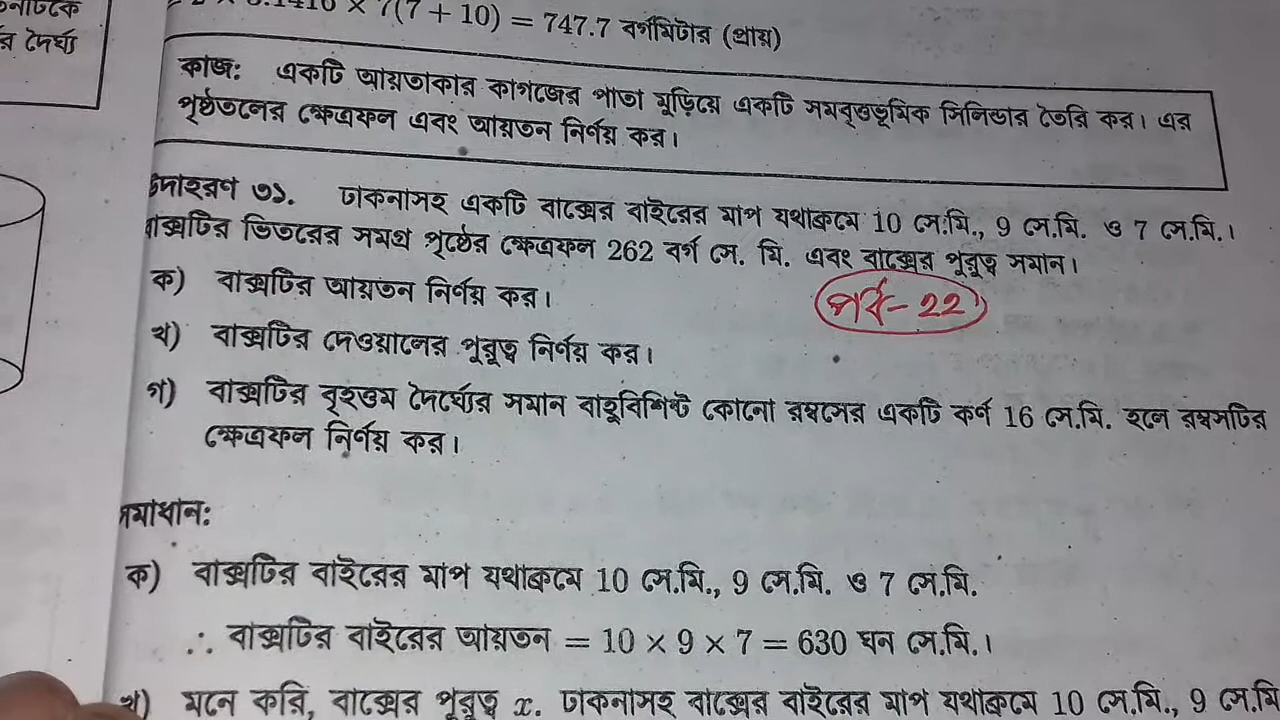 র দৈর্ঘ্য
× 7(7 + 10) = 747.7 বর্গমিটার (প্রায়)
কাজ: একটি আয়তাকার কাগজের পাতা মুড়িয়ে একটি সমবৃত্তভূমিক সিলিন্ডার তৈরি কর। এর
পৃষ্ঠতলের ক্ষেত্রফল এবং আয়তন নির্ণয় কর।
উদাহরণ ৩১. ঢাকনাসহ একটি বাক্সের বাইরের মাপ যথাক্রমে 10 সে.মি., 9 সে.মি. ও 7 সে.মি.।
বাক্সটির ভিতরের সমগ্র পৃষ্ঠের ক্ষেত্রফল 262 বর্গ সে. মি. এবং বাক্সের পুরুত্ব সমান।
ক) বাক্সটির আয়তন নির্ণয় কর।
পর্ব-22
খ) বাক্সটির দেওয়ালের পুরুত্ব নির্ণয় কর।
গ) বাক্সটির বৃহত্তম দৈর্ঘ্যের সমান বাহুবিশিষ্ট কোনো রম্বসের একটি কর্ণ 16 সে.মি. হলে রম্বসটির
ক্ষেত্রফল নির্ণয় কর।
সমাধান:
ক) বাক্সটির বাইরের মাপ যথাক্রমে 10 সে.মি., 9 সে.মি. ও 7 সে.মি.
∴ বাক্সটির বাইরের আয়তন = 10 × 9 × 7 = 630 ঘন সে.মি.।
খ) মনে করি, বাক্সের পুরুত্ব x. ঢাকনাসহ বাক্সের বাইরের মাপ যথাক্রমে 10 সে.মি., 9 সে.মি